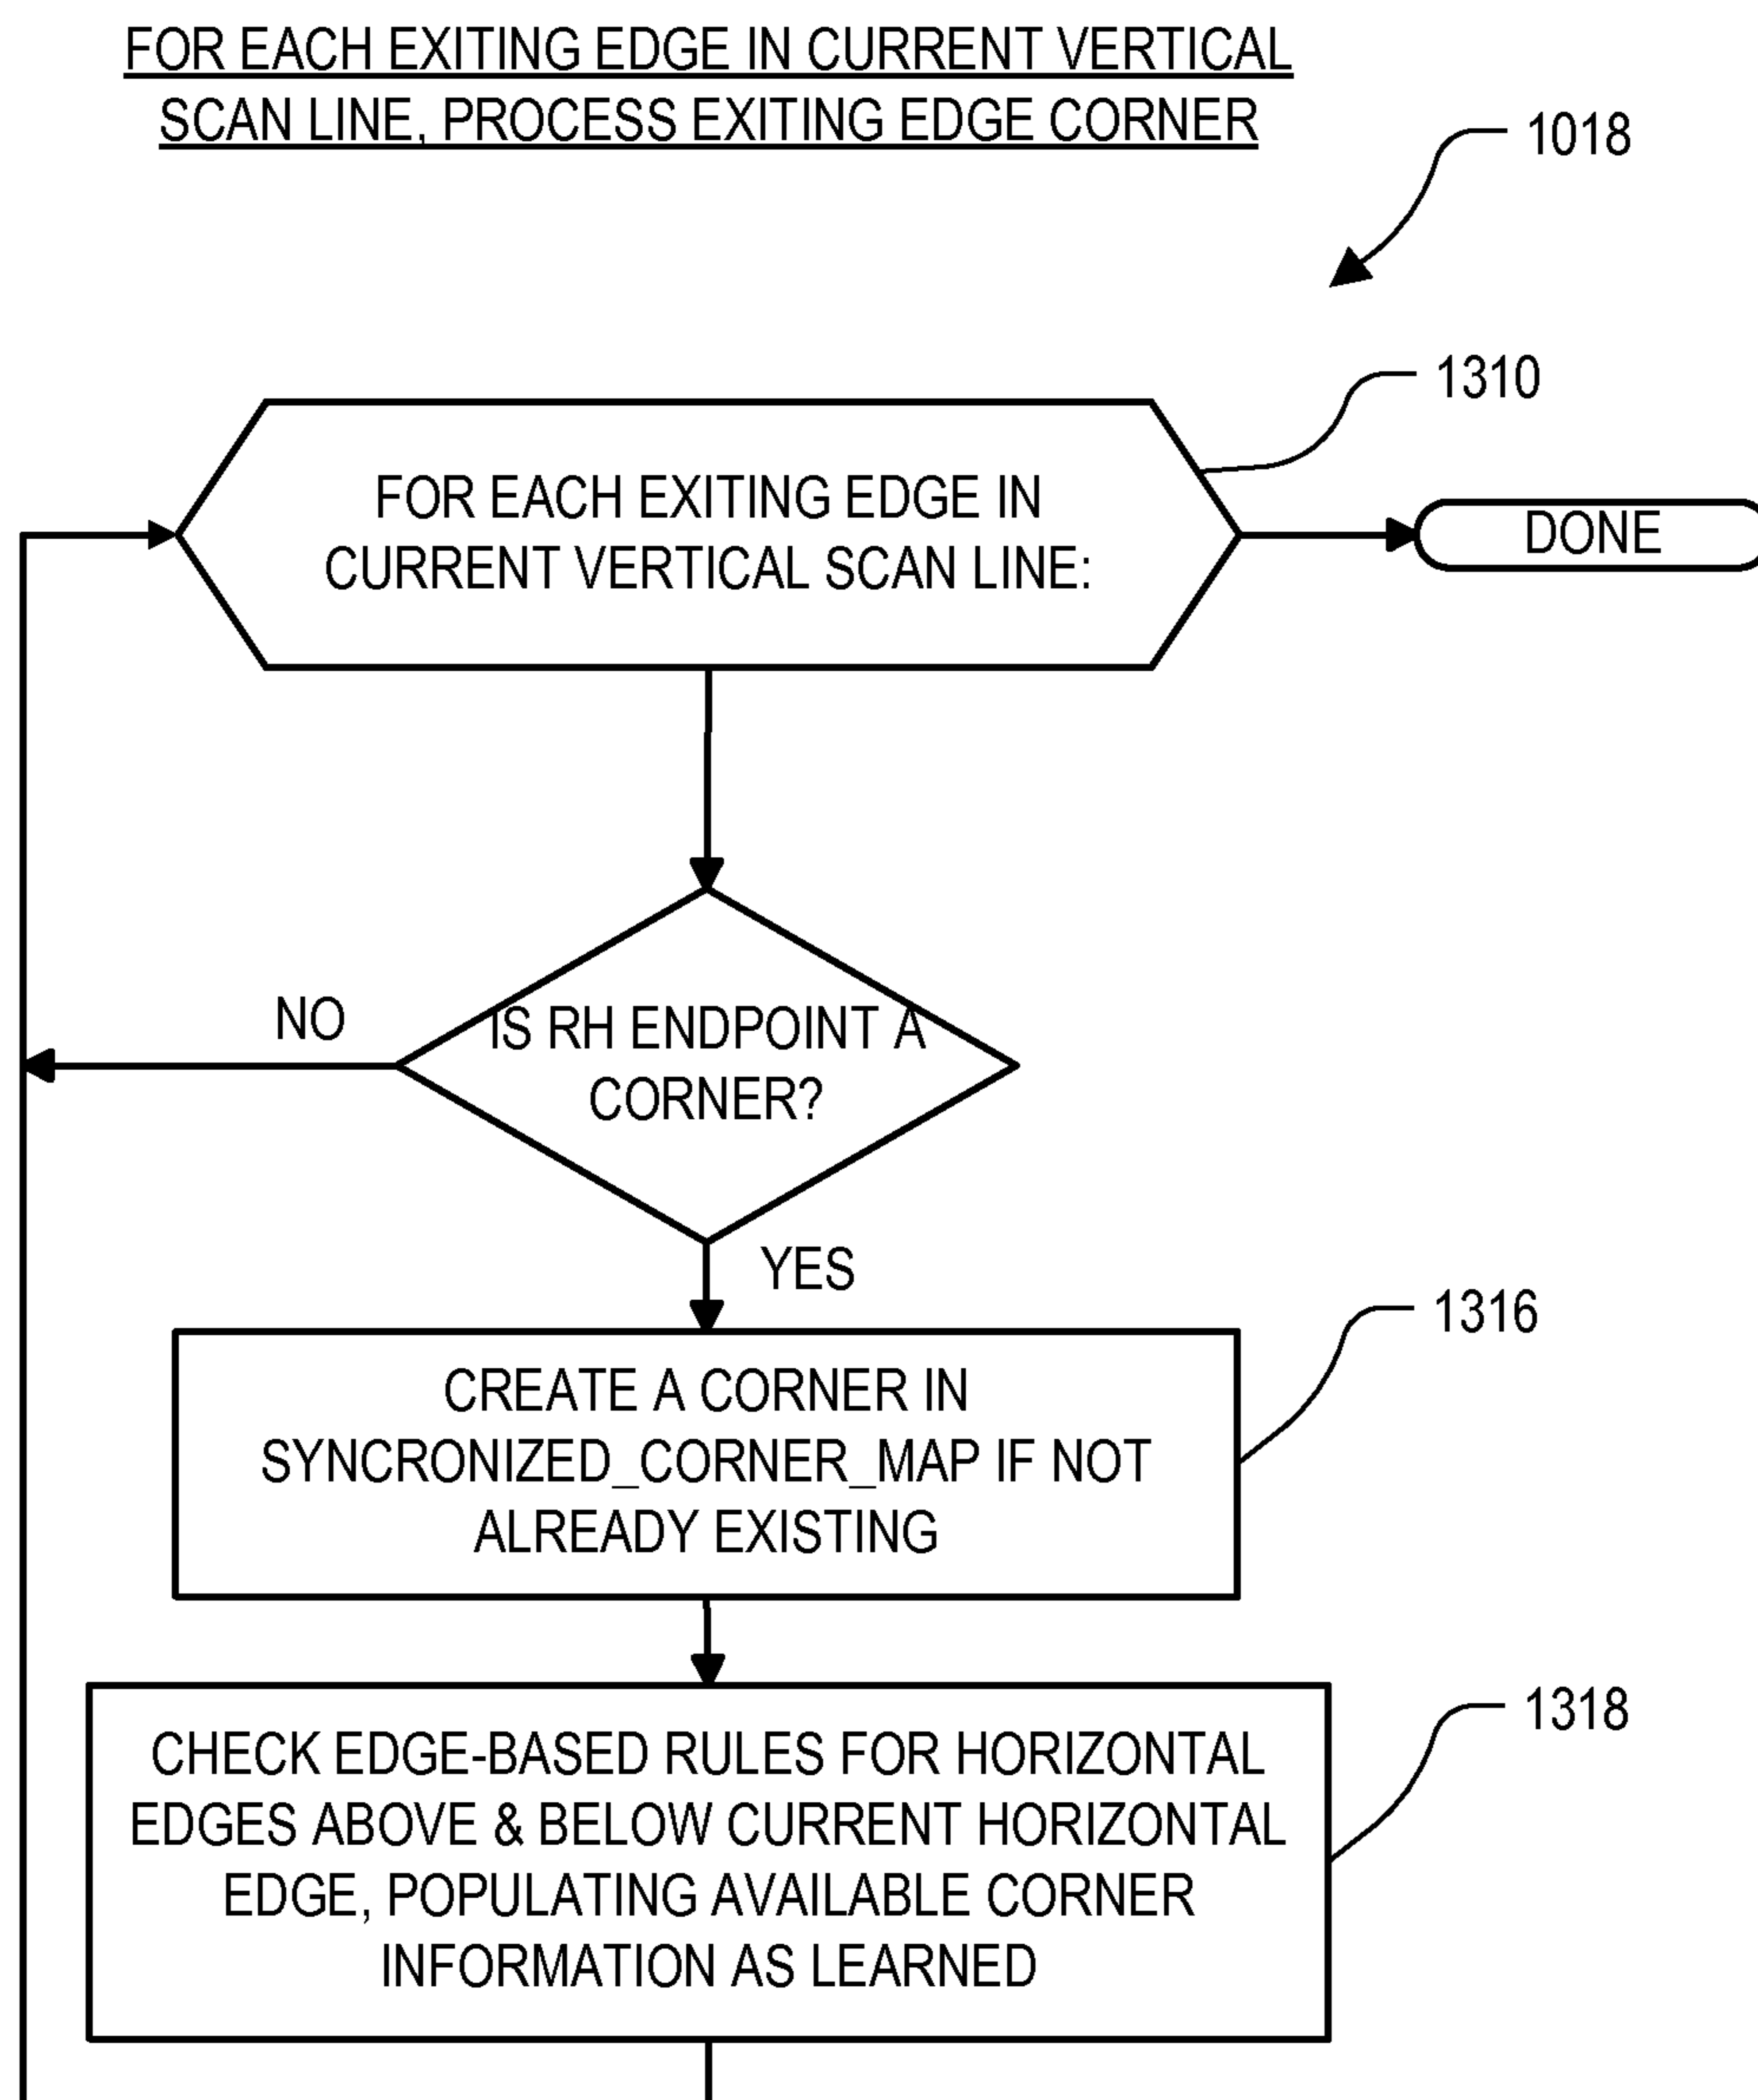 FOR EACH EXITING EDGE IN CURRENT VERTICAL
SCAN LINE, PROCESS EXITING EDGE CORNER
1018
1310
FOR EACH EXITING EDGE IN
CURRENT VERTICAL SCAN LINE:
DONE
NO
IS RH ENDPOINT A
CORNER?
YES
1316
CREATE A CORNER IN
SYNCRONIZED_CORNER_MAP IF NOT
ALREADY EXISTING
1318
CHECK EDGE-BASED RULES FOR HORIZONTAL
EDGES ABOVE & BELOW CURRENT HORIZONTAL
EDGE, POPULATING AVAILABLE CORNER
INFORMATION AS LEARNED